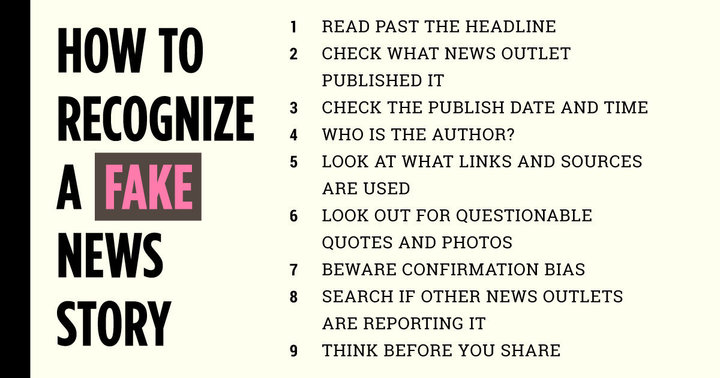 HOW TO
RECOGNIZE
A FAKE
NEWS
STORY
1 READ PAST THE HEADLINE
2 CHECK WHAT NEWS OUTLET
PUBLISHED IT
3 CHECK THE PUBLISH DATE AND TIME
4 WHO IS THE AUTHOR?
5 LOOK AT WHAT LINKS AND SOURCES
ARE USED
6 LOOK OUT FOR QUESTIONABLE
QUOTES AND PHOTOS
7 BEWARE CONFIRMATION BIAS
8 SEARCH IF OTHER NEWS OUTLETS
ARE REPORTING IT
9 THINK BEFORE YOU SHARE